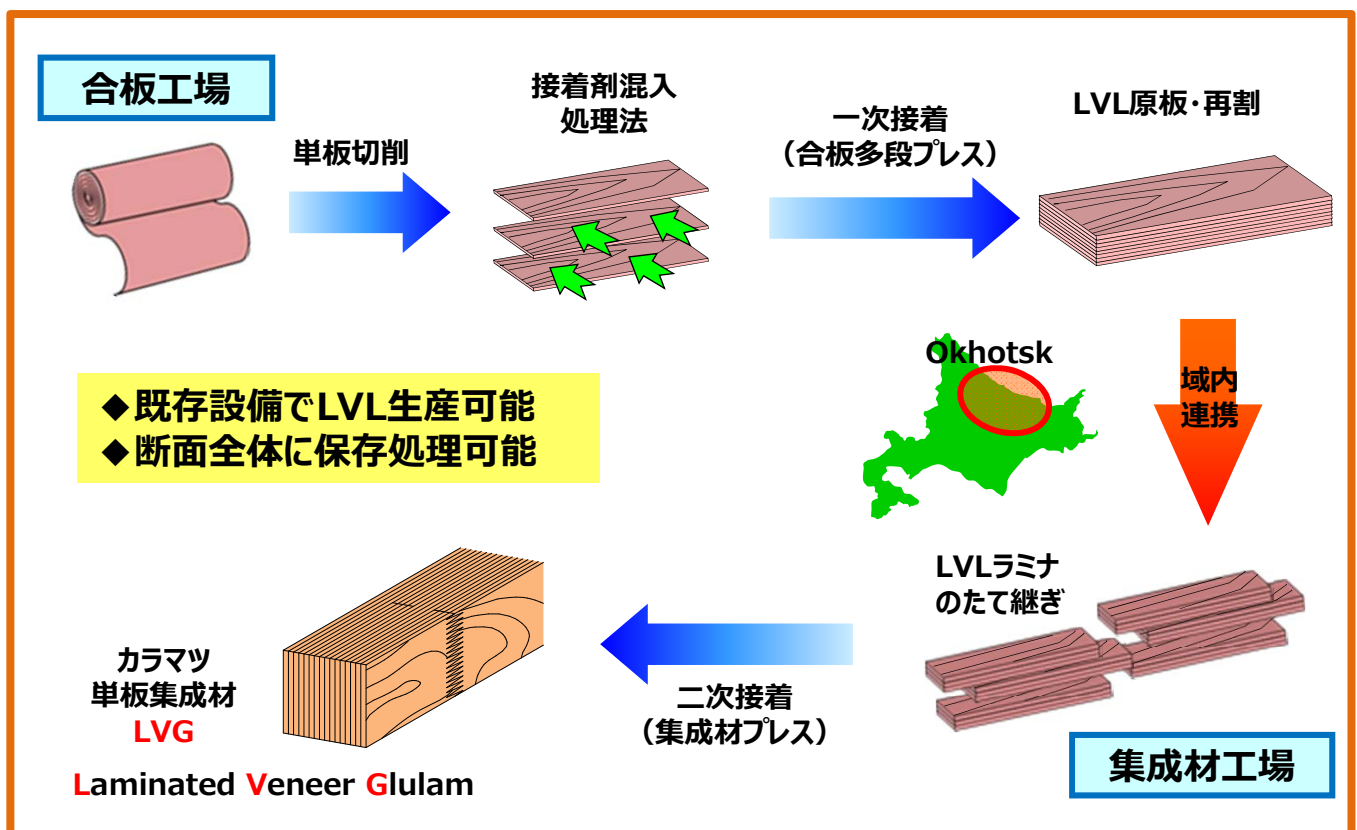 合板工場
単板切削
接着剤混入
処理法
一次接着
（合板多段プレス）
LVL原板・再割
◆既存設備でLVL生産可能
◆断面全体に保存処理可能
Okhotsk
域内
連携
LVLラミナ
のたて継ぎ
集成材工場
二次接着
（集成材プレス）
カラマツ
単板集成材
LVG
Laminated Veneer Glulam